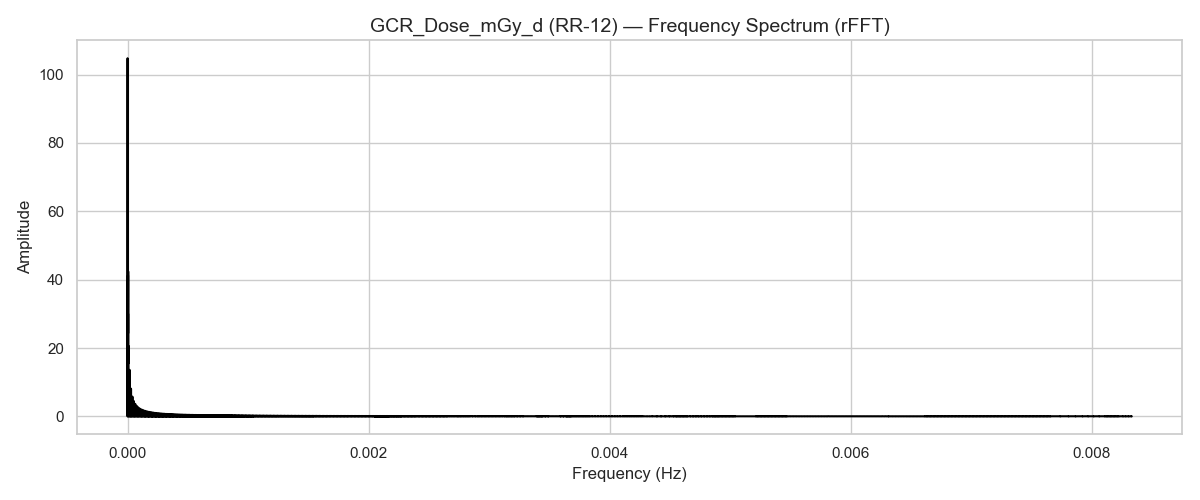 GCR_Dose_mGy_d (RR-12) — Frequency Spectrum (rFFT)
Amplitude
100
80
60
40
20
0
0.000 0.002 0.004 0.006 0.008
Frequency (Hz)